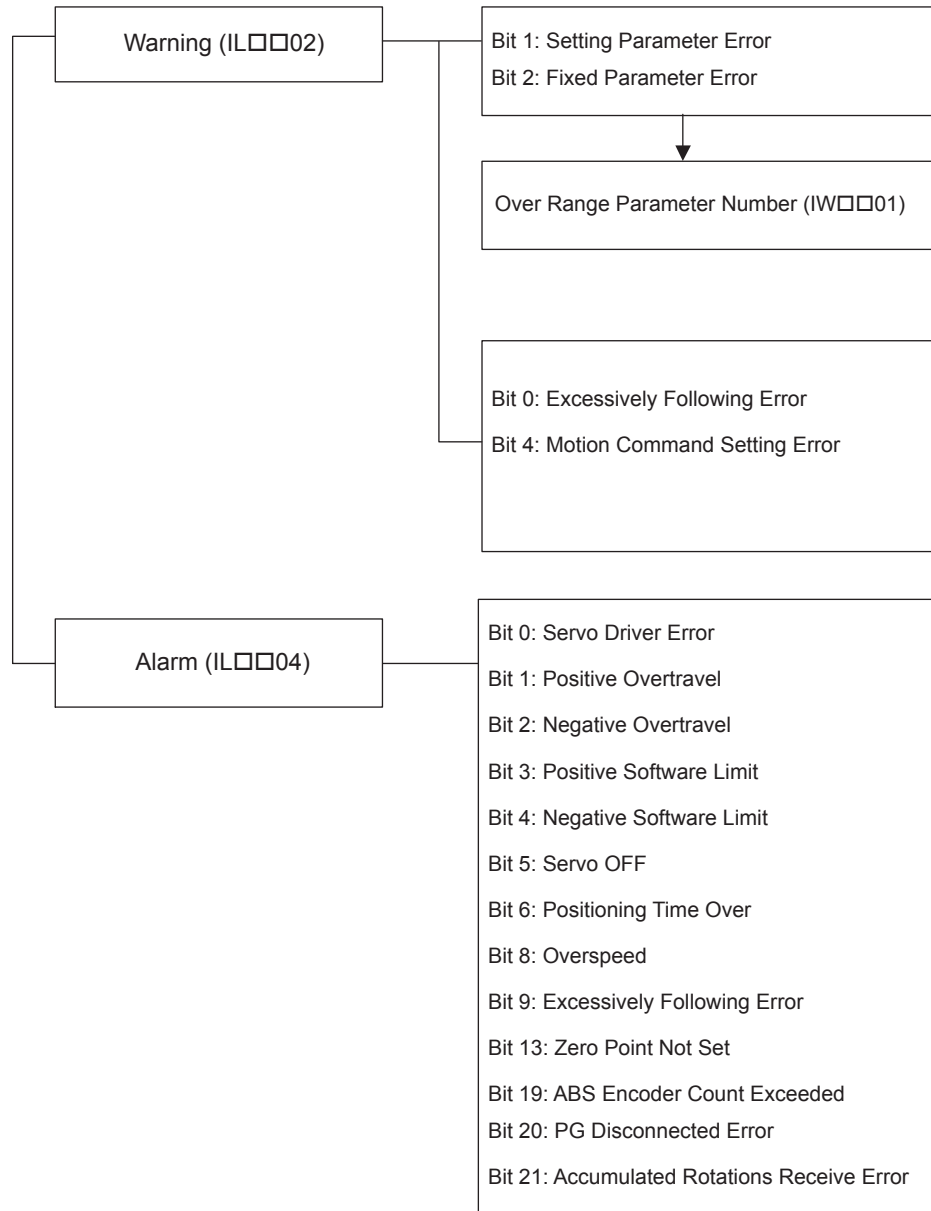 Warning (IL□□02)
Bit 1: Setting Parameter Error
Bit 2: Fixed Parameter Error
Over Range Parameter Number (IW□□01)
Bit 0: Excessively Following Error
Bit 4: Motion Command Setting Error
Alarm (IL□□04)
Bit 0: Servo Driver Error
Bit 1: Positive Overtravel
Bit 2: Negative Overtravel
Bit 3: Positive Software Limit
Bit 4: Negative Software Limit
Bit 5: Servo OFF
Bit 6: Positioning Time Over
Bit 8: Overspeed
Bit 9: Excessively Following Error
Bit 13: Zero Point Not Set
Bit 19: ABS Encoder Count Exceeded
Bit 20: PG Disconnected Error
Bit 21: Accumulated Rotations Receive Error